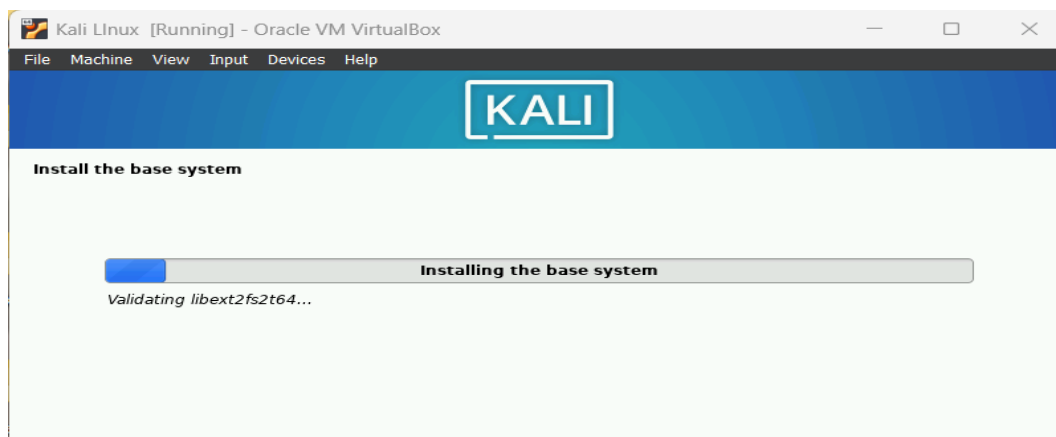 Kali LInux [Running] - Oracle VM VirtualBox
File Machine View Input Devices Help
KALI
Install the base system
Installing the base system
Validating libext2fs2t64...